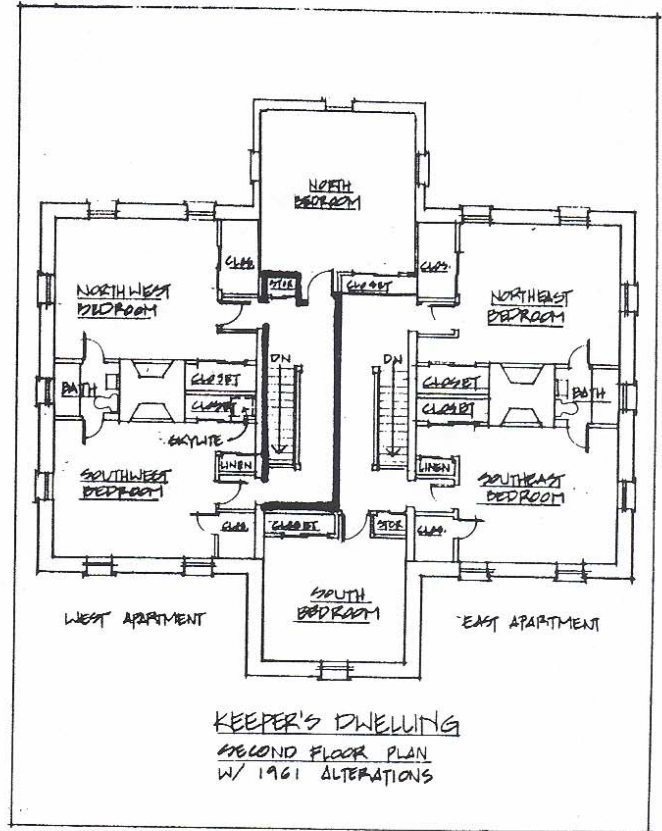 NORTH
BEDROOM
CLOS.
STOR
CLOSET
CLOS.
NORTHWEST
BEDROOM
NORTHEAST
BEDROOM
DN
DN
BATH
CLOSET
CLOSET
BATH
CLOSET
CLOSET
SKYLITE
LINEN
LINEN
SOUTHWEST
BEDROOM
SOUTHEAST
BEDROOM
CLOS.
CLOSET
STOR
CLOS.
SOUTH
BEDROOM
WEST APARTMENT
EAST APARTMENT
KEEPER'S DWELLING
SECOND FLOOR PLAN
W/ 1961 ALTERATIONS